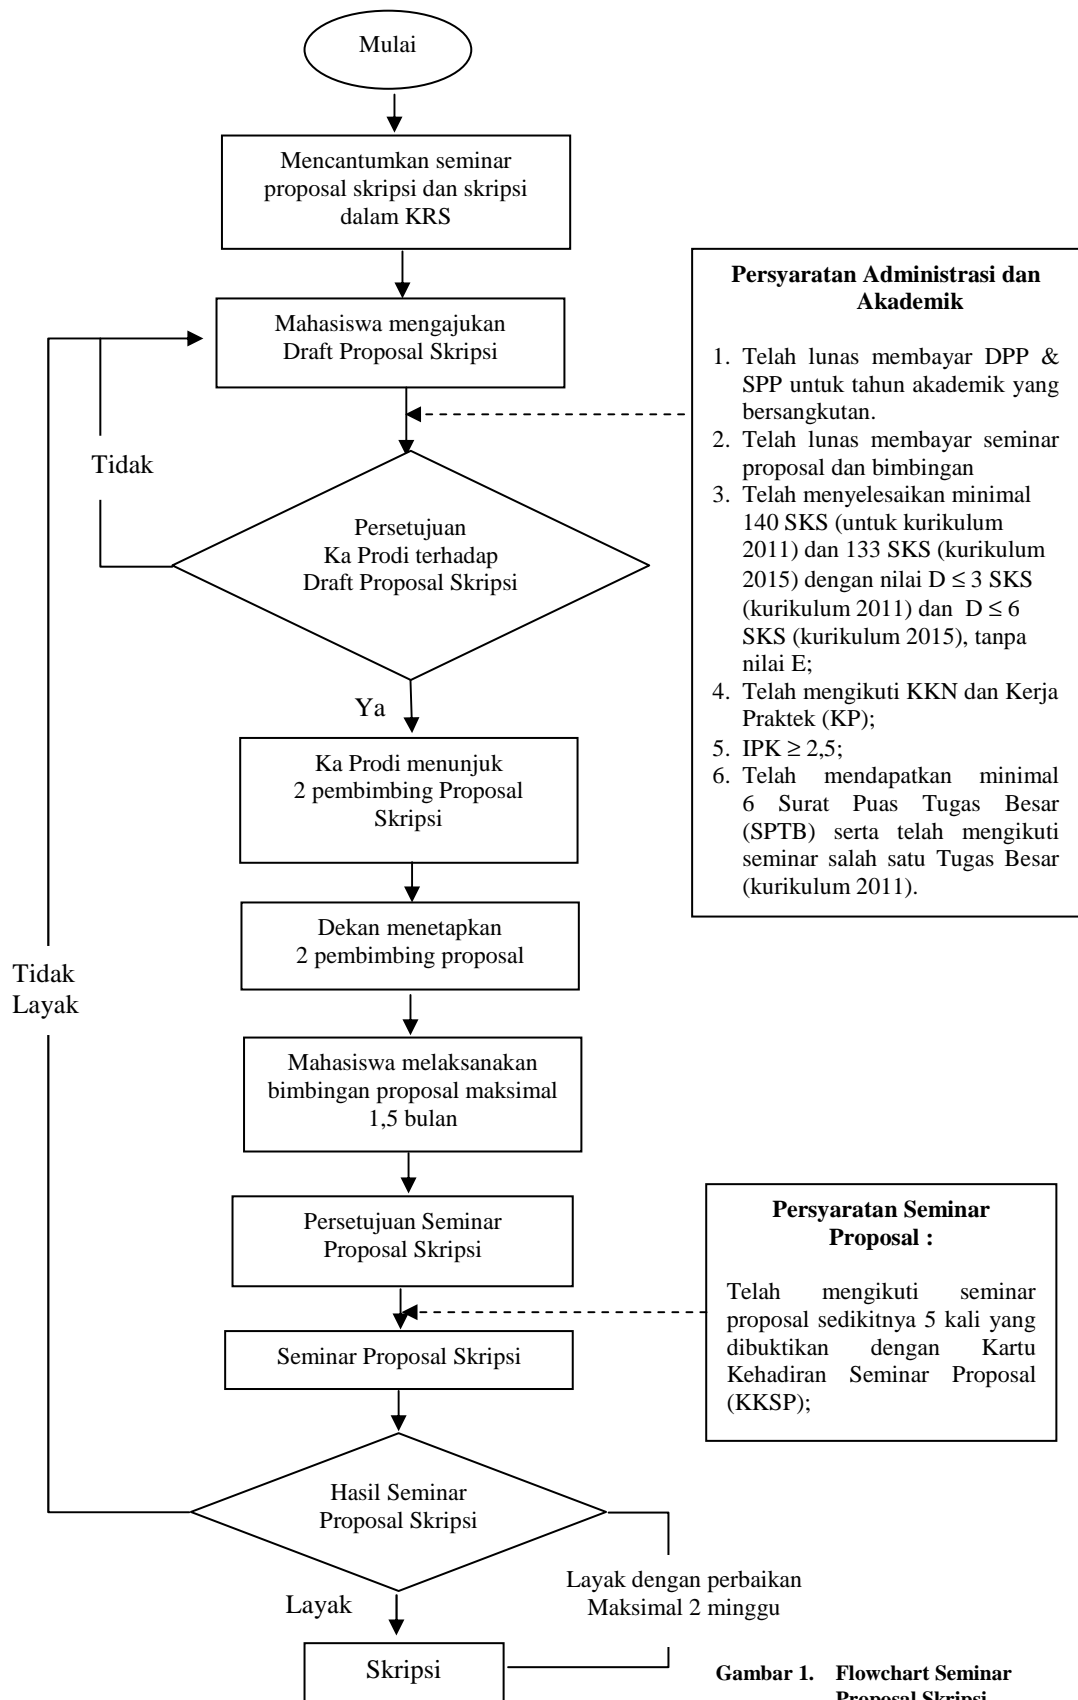 Mulai
Mencantumkan seminar
proposal skripsi dan skripsi
dalam KRS
Mahasiswa mengajukan
Draft Proposal Skripsi
Persyaratan Administrasi dan
Akademik
1. Telah lunas membayar DPP &
SPP untuk tahun akademik yang
bersangkutan.
2. Telah lunas membayar seminar
proposal dan bimbingan
3. Telah menyelesaikan minimal
140 SKS (untuk kurikulum
2011) dan 133 SKS (kurikulum
2015) dengan nilai D ≤ 3 SKS
(kurikulum 2011) dan D ≤ 6
SKS (kurikulum 2015), tanpa
nilai E;
4. Telah mengikuti KKN dan Kerja
Praktek (KP);
5. IPK ≥ 2,5;
6. Telah mendapatkan minimal
6 Surat Puas Tugas Besar
(SPTB) serta telah mengikuti
seminar salah satu Tugas Besar
(kurikulum 2011).
Tidak
Persetujuan
Ka Prodi terhadap
Draft Proposal Skripsi
Ya
Ka Prodi menunjuk
2 pembimbing Proposal
Skripsi
Dekan menetapkan
2 pembimbing proposal
Tidak
Layak
Mahasiswa melaksanakan
bimbingan proposal maksimal
1,5 bulan
Persetujuan Seminar
Proposal Skripsi
Persyaratan Seminar
Proposal :
Telah mengikuti seminar
proposal sedikitnya 5 kali yang
dibuktikan dengan Kartu
Kehadiran Seminar Proposal
(KKSP);
Seminar Proposal Skripsi
Hasil Seminar
Proposal Skripsi
Layak dengan perbaikan
Maksimal 2 minggu
Layak
Skripsi
Gambar 1. Flowchart Seminar
Proposal Skripsi